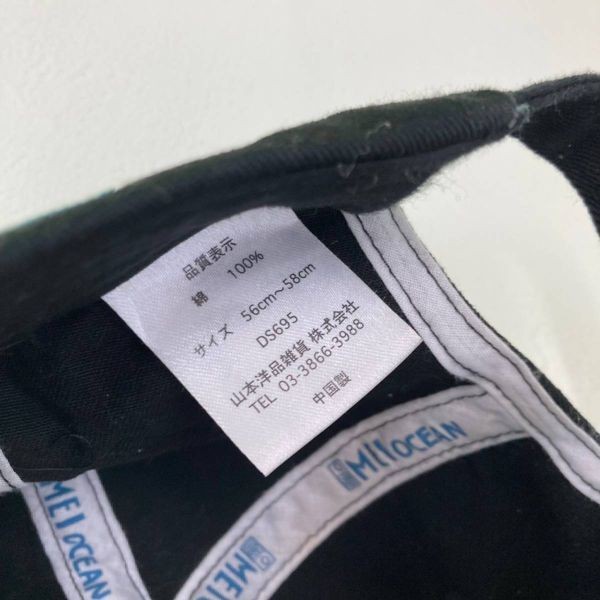 品質表示
綿 100%
サイズ 56cm~58cm
DS695
山本洋品雑貨 株式会社
TEL 03-3866-3988
中国製
MEI OCEAN
MEI OCEAN
MEI